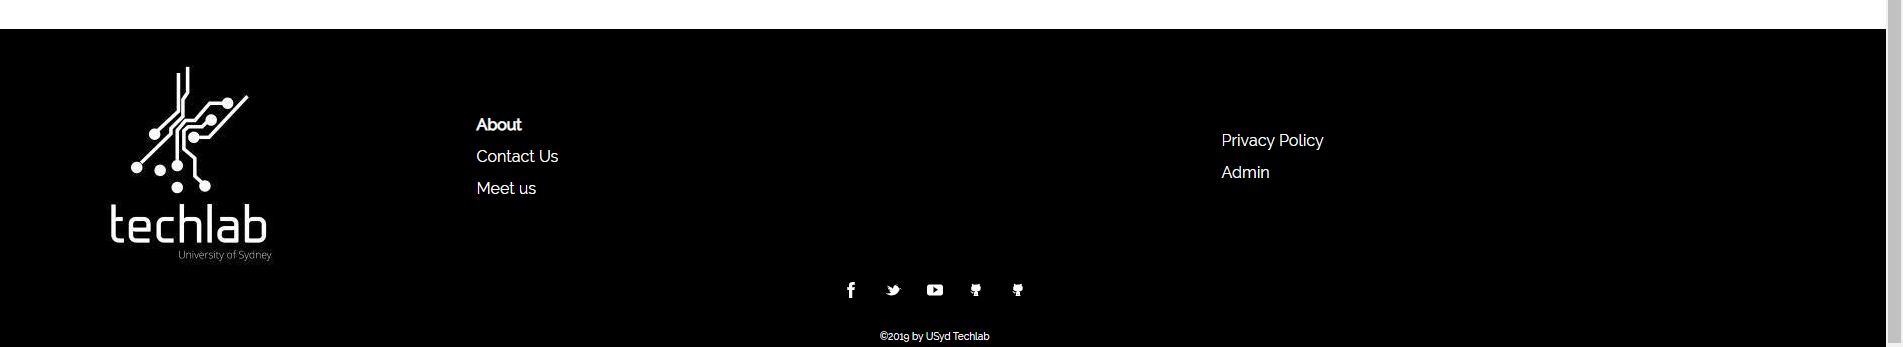 techlab
University of Sydney
About
Contact Us
Meet us
Privacy Policy
Admin
©2019 by USyd Techlab